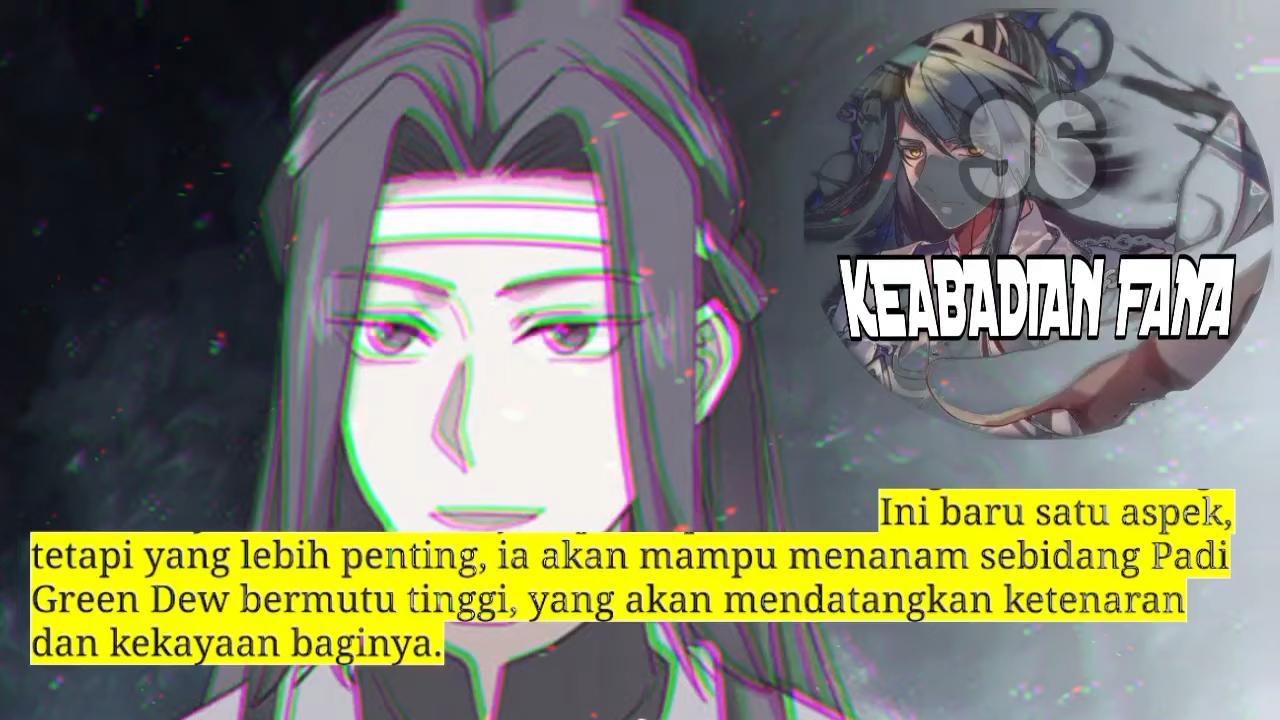 96
KEABADIAN FANA
Ini baru satu aspek,
tetapi yang lebih penting, ia akan mampu menanam sebidang Padi
Green Dew bermutu tinggi, yang akan mendatangkan ketenaran
dan kekayaan baginya.